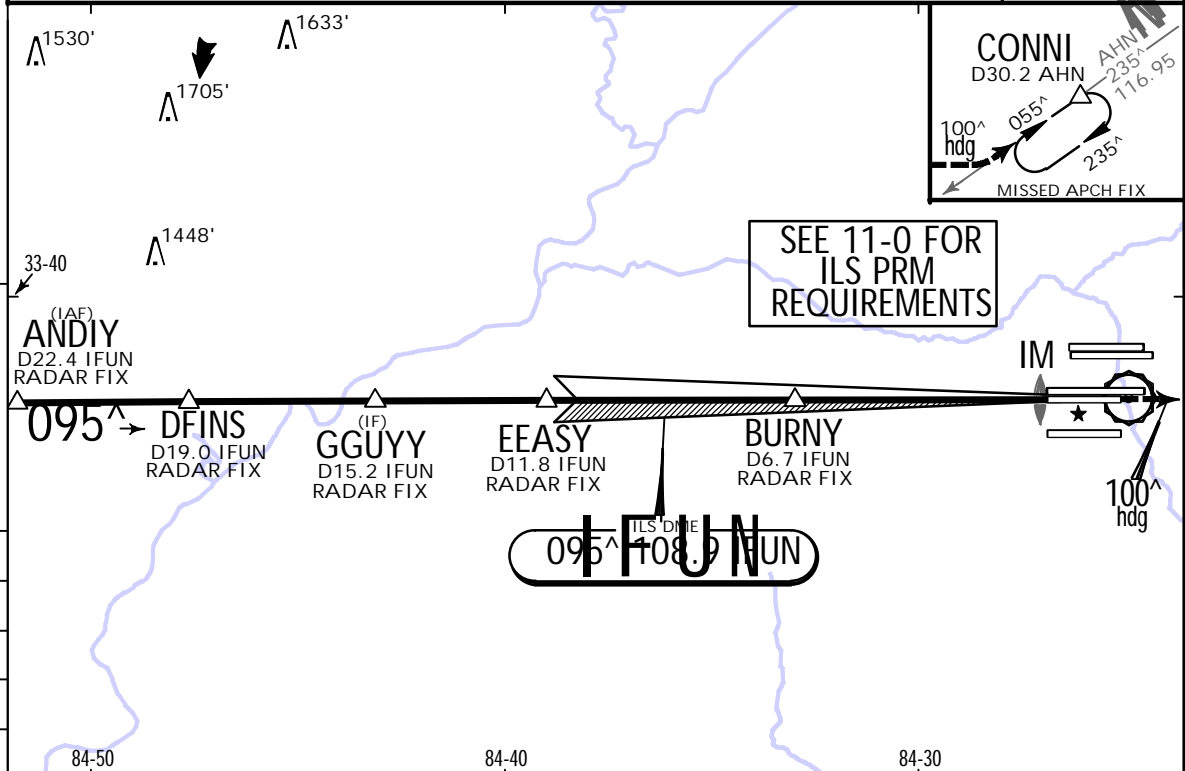 1530'
1633'
1705'
1448'
33-40
CONNI
D30.2 AHN
AHN
235^
116.95
055^
100^
hdg
235^
MISSED APCH FIX
SEE 11-0 FOR
ILS PRM
REQUIREMENTS
(IAF)
ANDIY
D22.4 IFUN
RADAR FIX
095^
DFINS
D19.0 IFUN
RADAR FIX
(IF)
GGUYY
D15.2 IFUN
RADAR FIX
EEASY
D11.8 IFUN
RADAR FIX
BURNY
D6.7 IFUN
RADAR FIX
IM
100^
hdg
ILS DME
095^ 108.9 IFUN
IFUN
84-50
84-40
84-30